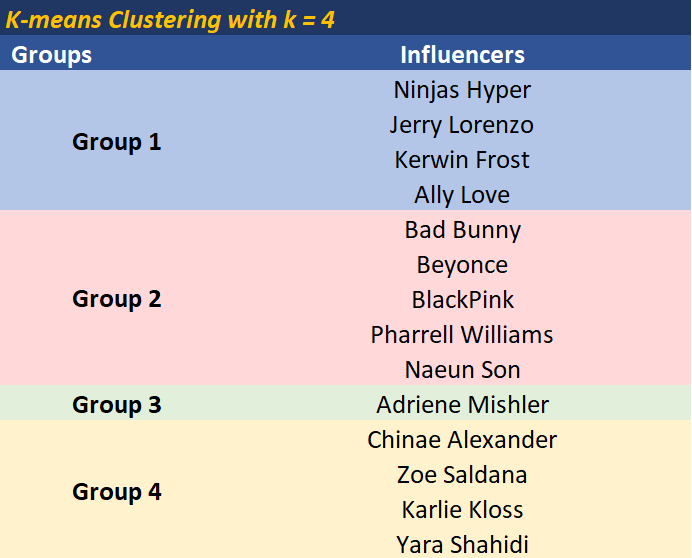 K-means Clustering with k = 4
Groups Influencers
Group 1
Ninjas Hyper
Jerry Lorenzo
Kerwin Frost
Ally Love
Group 2
Bad Bunny
Beyonce
BlackPink
Pharrell Williams
Naeun Son
Group 3 Adriene Mishler
Group 4
Chinae Alexander
Zoe Saldana
Karlie Kloss
Yara Shahidi